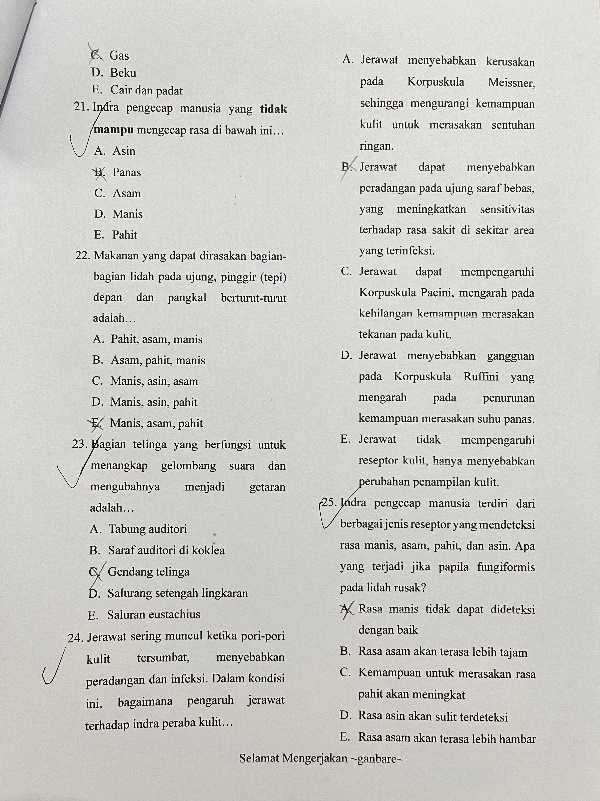 C. Gas
D. Beku
E. Cair dan padat
21. Indra pengecap manusia yang tidak
mampu mengecap rasa di bawah ini…
A. Asin
B. Panas
C. Asam
D. Manis
E. Pahit
22. Makanan yang dapat dirasakan bagian-
bagian lidah pada ujung, pinggir (tepi)
depan dan pangkal berturut-turut
adalah…
A. Pahit, asam, manis
B. Asam, pahit, manis
C. Manis, asin, asam
D. Manis, asin, pahit
E. Manis, asam, pahit
23. Bagian telinga yang berfungsi untuk
menangkap gelombang suara dan
mengubahnya menjadi getaran
adalah…
A. Tabung auditori
B. Saraf auditori di koklea
C. Gendang telinga
D. Salurang setengah lingkaran
E. Saluran eustachius
24. Jerawat sering muncul ketika pori-pori
kulit tersumbat, menyebabkan
peradangan dan infeksi. Dalam kondisi
ini, bagaimana pengaruh jerawat
terhadap indra peraba kulit…
A. Jerawat menyebabkan kerusakan
pada Korpuskula Meissner,
sehingga mengurangi kemampuan
kulit untuk merasakan sentuhan
ringan.
B. Jerawat dapat menyebabkan
peradangan pada ujung saraf bebas,
yang meningkatkan sensitivitas
terhadap rasa sakit di sekitar area
yang terinfeksi.
C. Jerawat dapat mempengaruhi
Korpuskula Pacini, mengarah pada
kehilangan kemampuan merasakan
tekanan pada kulit.
D. Jerawat menyebabkan gangguan
pada Korpuskula Ruffini yang
mengarah pada penurunan
kemampuan merasakan suhu panas.
E. Jerawat tidak mempengaruhi
reseptor kulit, hanya menyebabkan
perubahan penampilan kulit.
25. Indra pengecap manusia terdiri dari
berbagai jenis reseptor yang mendeteksi
rasa manis, asam, pahit, dan asin. Apa
yang terjadi jika papila fungiformis
pada lidah rusak?
A. Rasa manis tidak dapat dideteksi
dengan baik
B. Rasa asam akan terasa lebih tajam
C. Kemampuan untuk merasakan rasa
pahit akan meningkat
D. Rasa asin akan sulit terdeteksi
E. Rasa asam akan terasa lebih hambar
Selamat Mengerjakan ~ganbare~